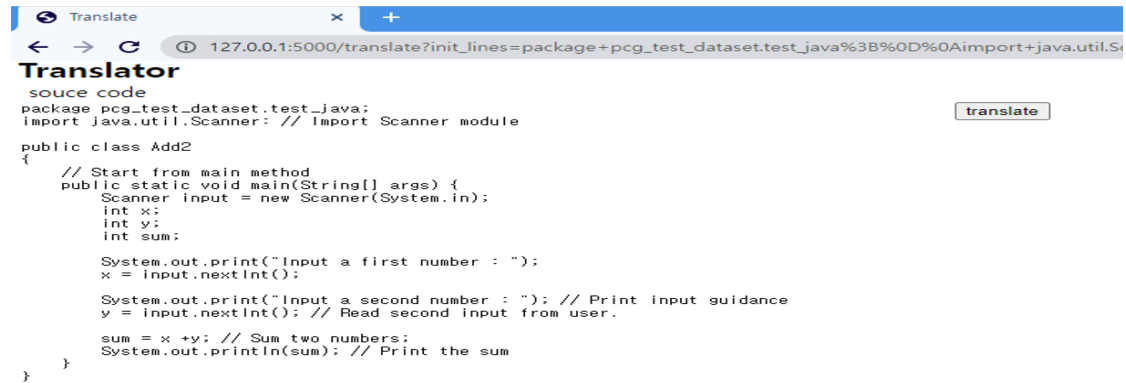 Translate
127.0.0.1:5000/translate?init_lines=package+pcg_test_dataset.test_java%3B%0D%0Aimport+java.util.Sc
Translator
souce code
translate
package pcg_test_dataset.test_java;
import java.util.Scanner; // Import Scanner module
public class Add2
{
// Start from main method
public static void main(String[] args) {
Scanner input = new Scanner(System.in);
int x;
int y;
int sum;
System.out.print("Input a first number : ");
x = input.nextInt();
System.out.print("Input a second number : "); // Print input guidance
y = input.nextInt(); // Read second input from user.
sum = x +y; // Sum two numbers;
System.out.println(sum); // Print the sum
}
}